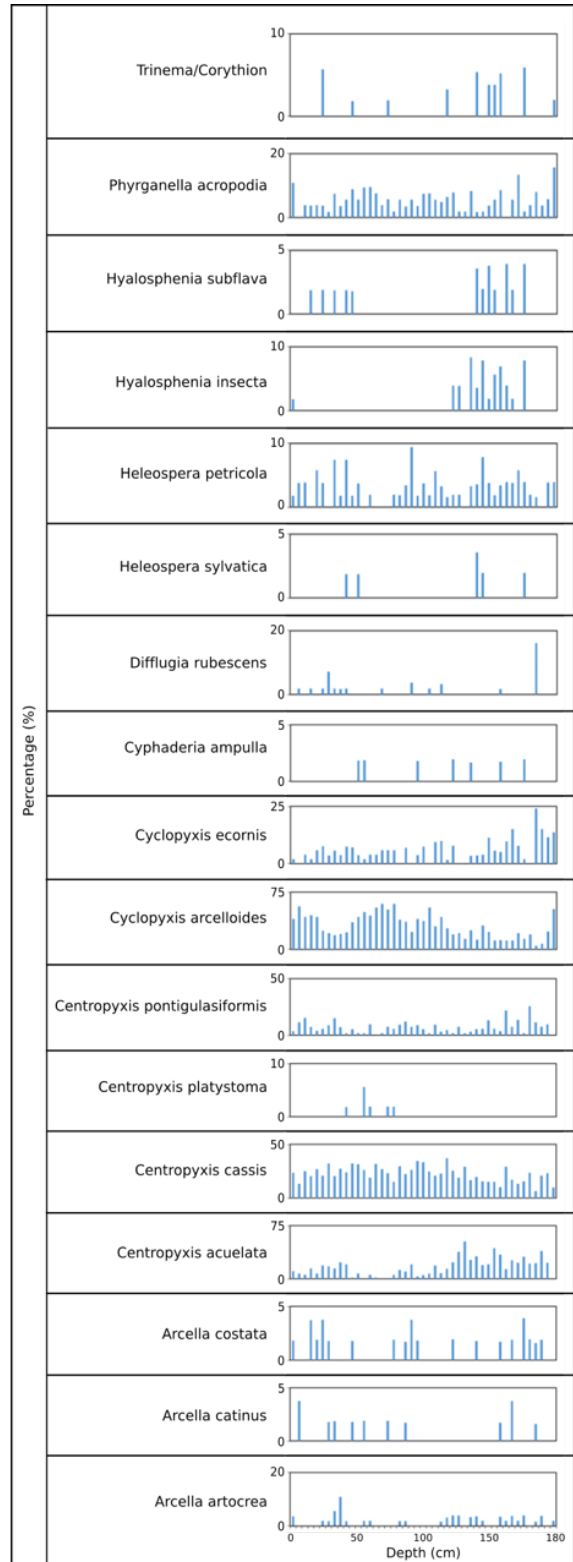 10
Trinema/Corythion
0
20
Phyrganella acropodia
0
5
Hyalosphenia subflava
0
10
Hyalosphenia insecta
0
10
Heleospera petricola
0
5
Heleospera sylvatica
0
20
Difflugia rubescens
0
5
Cyphaderia ampulla
0
25
Cyclopyxis ecornis
0
75
Cyclopyxis arcelloides
0
50
Centropyxis pontigulasiformis
0
10
Centropyxis platystoma
0
50
Centropyxis cassis
0
75
Centropyxis acuelata
0
5
Arcella costata
0
5
Arcella catinus
0
20
Arcella artocrea
0
0 50 100 150 180
Depth (cm)
Percentage (%)